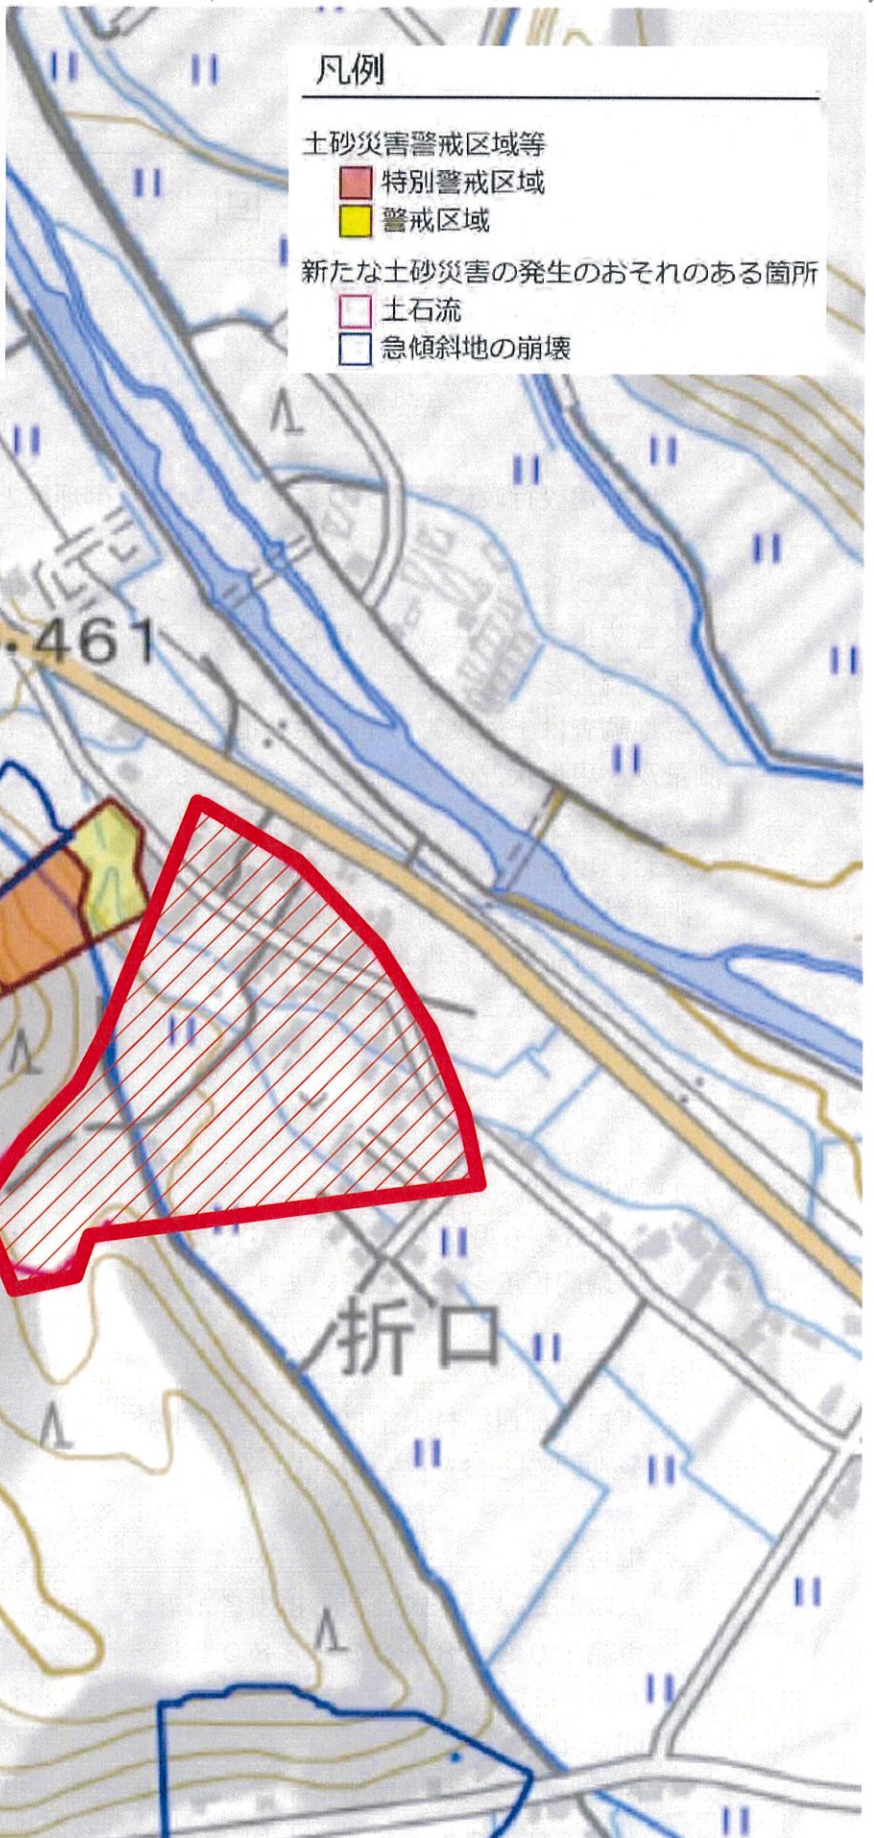 凡例
土砂災害警戒区域等
特別警戒区域
警戒区域
新たな土砂災害の発生のおそれのある箇所
土石流
急傾斜地の崩壊
・461
折口